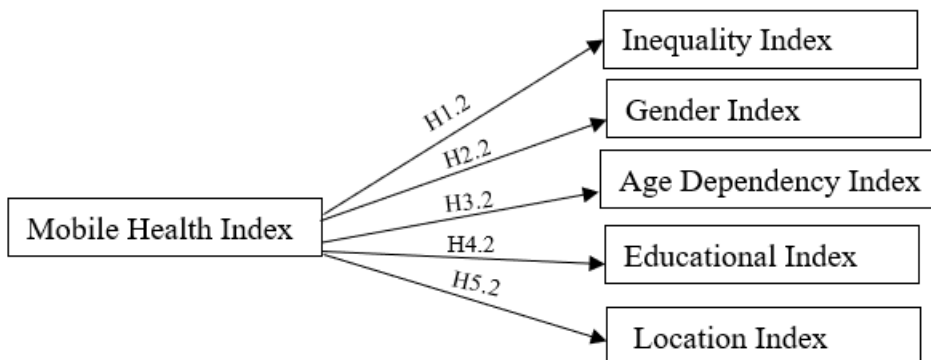 Inequality Index
H1.2
Gender Index
H2.2
Age Dependency Index
H3.2
Mobile Health Index
H4.2
Educational Index
H5.2
Location Index